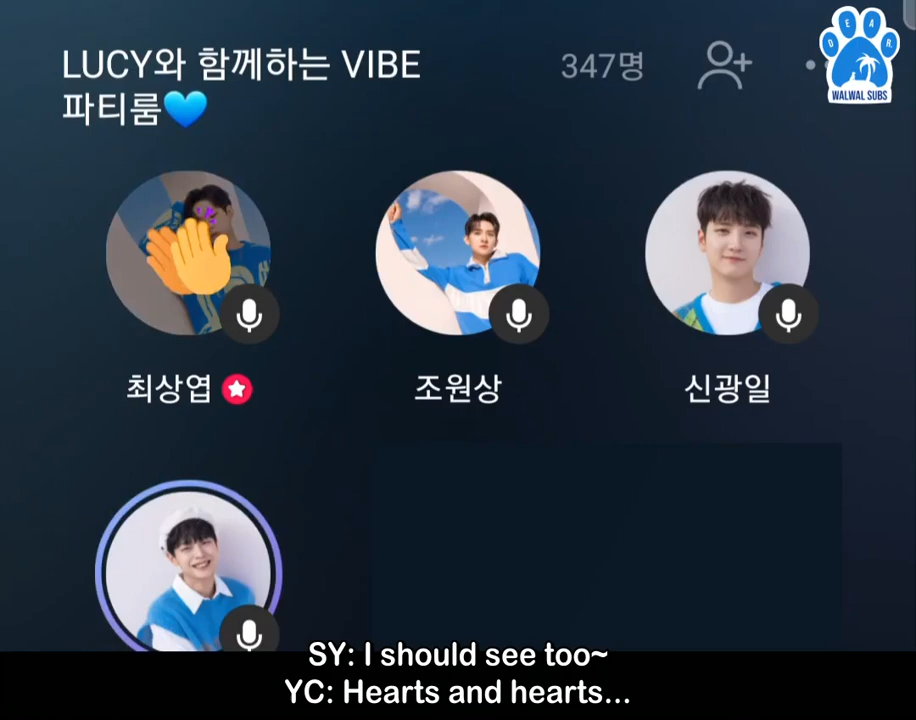 LUCY와 함께하는 VIBE
파티룸💙
347명
DEAR.
WALWAL SUBS
최상엽
조원상
신광일
SY: I should see too~
YC: Hearts and hearts...